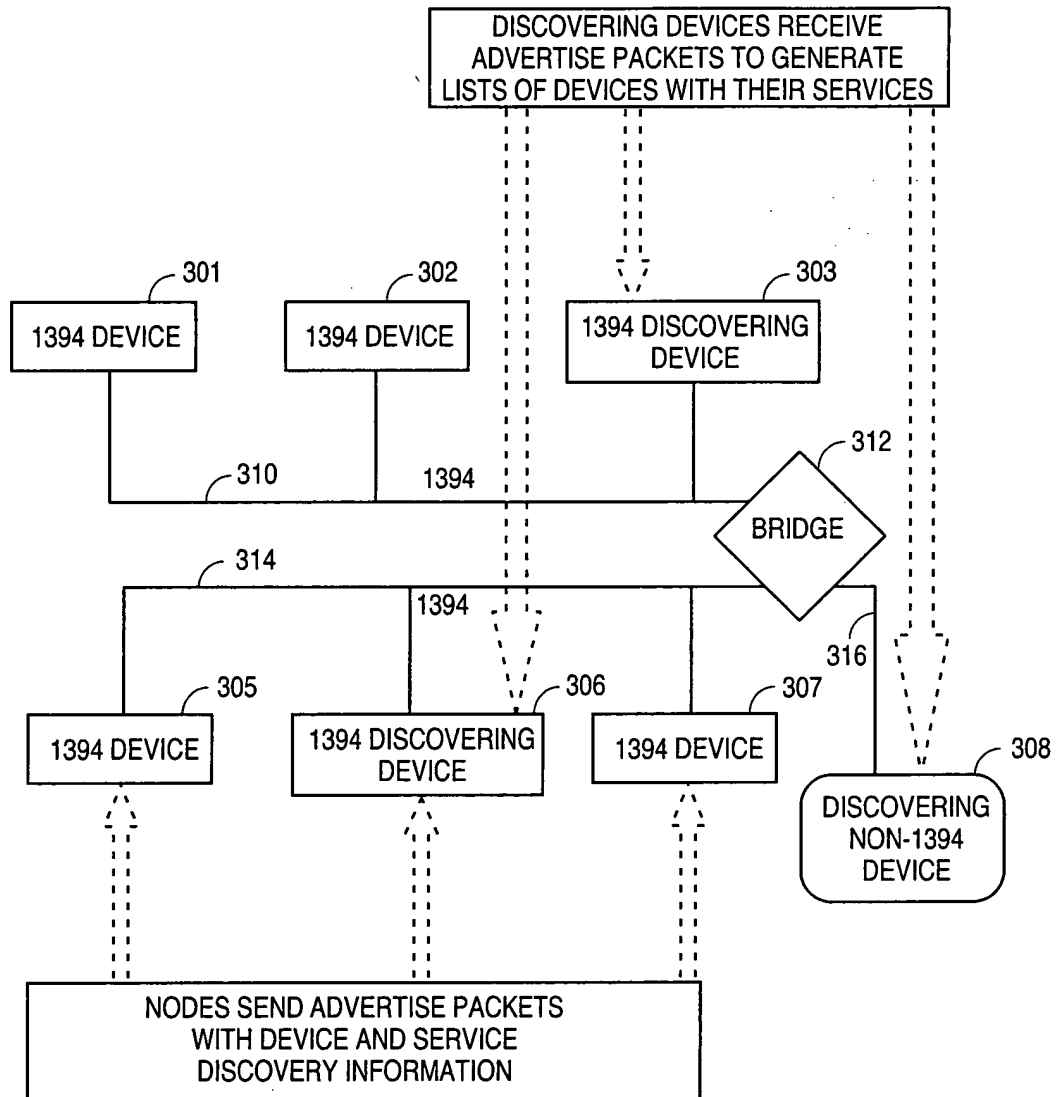 DISCOVERING DEVICES RECEIVE
ADVERTISE PACKETS TO GENERATE
LISTS OF DEVICES WITH THEIR SERVICES
301
302
303
1394 DEVICE
1394 DEVICE
1394 DISCOVERING
DEVICE
312
310
1394
BRIDGE
314
1394
316
305
306
307
1394 DEVICE
1394 DISCOVERING
DEVICE
1394 DEVICE
308
DISCOVERING
NON-1394
DEVICE
NODES SEND ADVERTISE PACKETS
WITH DEVICE AND SERVICE
DISCOVERY INFORMATION